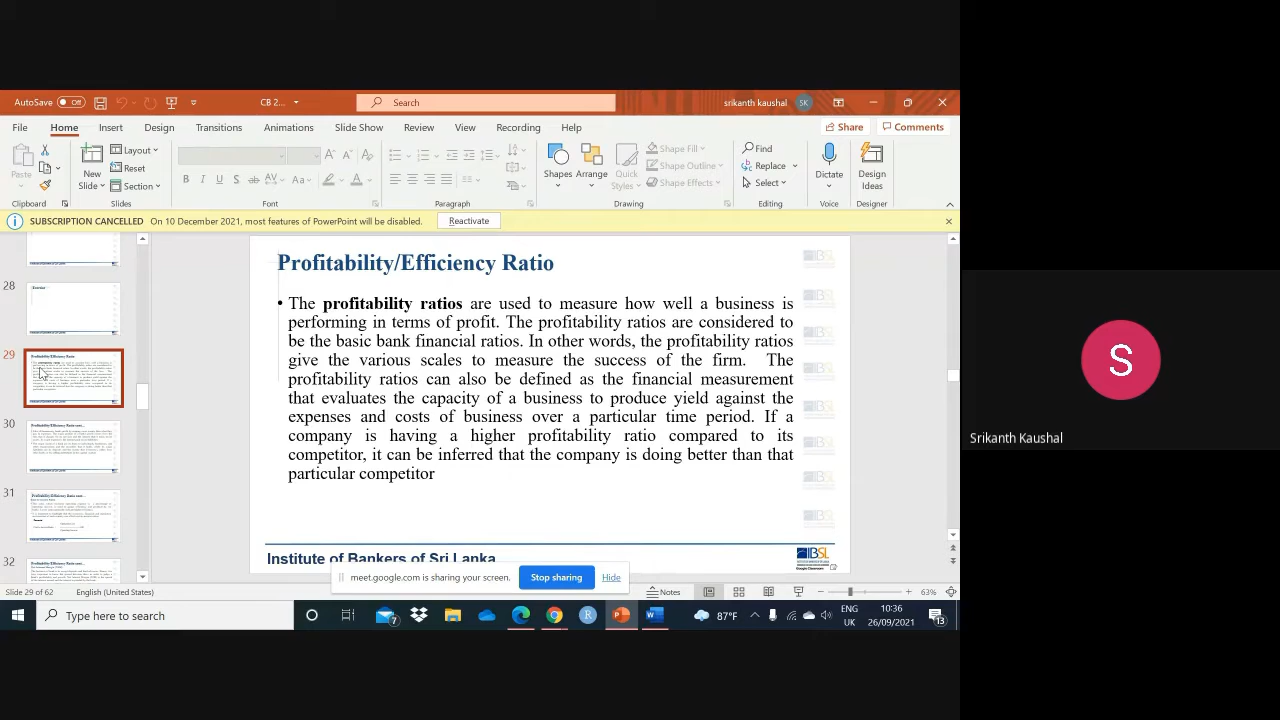 AutoSave Off CB 2... Search srikanth kaushal SK
File Home Insert Design Transitions Animations Slide Show Review View Recording Help Share Comments
Paste
New
Slide
Layout
Reset
Section
Shapes
Arrange
Quick
Styles
Shape Fill
Shape Outline
Shape Effects
Find
Replace
Select
Dictate
Design
Ideas
Clipboard Slides Font Paragraph Drawing Editing Voice Designer
SUBSCRIPTION CANCELLED On 10 December 2021, most features of PowerPoint will be disabled. Reactivate
28
29
30
31
32
Profitability/Efficiency Ratio
• The profitability ratios are used to measure how well a business is
performing in terms of profit. The profitability ratios are considered to
be the basic bank financial ratios. In other words, the profitability ratios
give the various scales to measure the success of the firm. The
profitability ratios can also be defined as the financial measurement
that evaluates the capacity of a business to produce yield against the
expenses and costs of business over a particular time period. If a
company is having a higher profitability ratio compared to its
competitor, it can be inferred that the company is doing better than that
particular competitor
Institute of Bankers of Sri Lanka
IBSL
meet.google.com is sharing your screen. Stop sharing Hide
Slide 29 of 62 English (United States) Notes 63%
Type here to search 7 87°F ENG UK 10:36 26/09/2021 13
S
Srikanth Kaushal